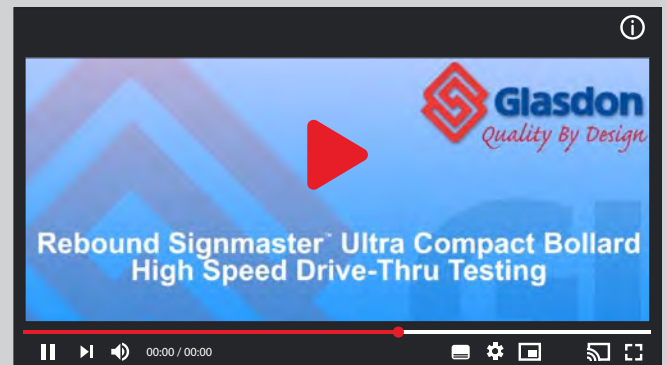 Glasdon
Quality By Design
Rebound Signmaster™ Ultra Compact Bollard
High Speed Drive-Thru Testing
00:00 / 00:00